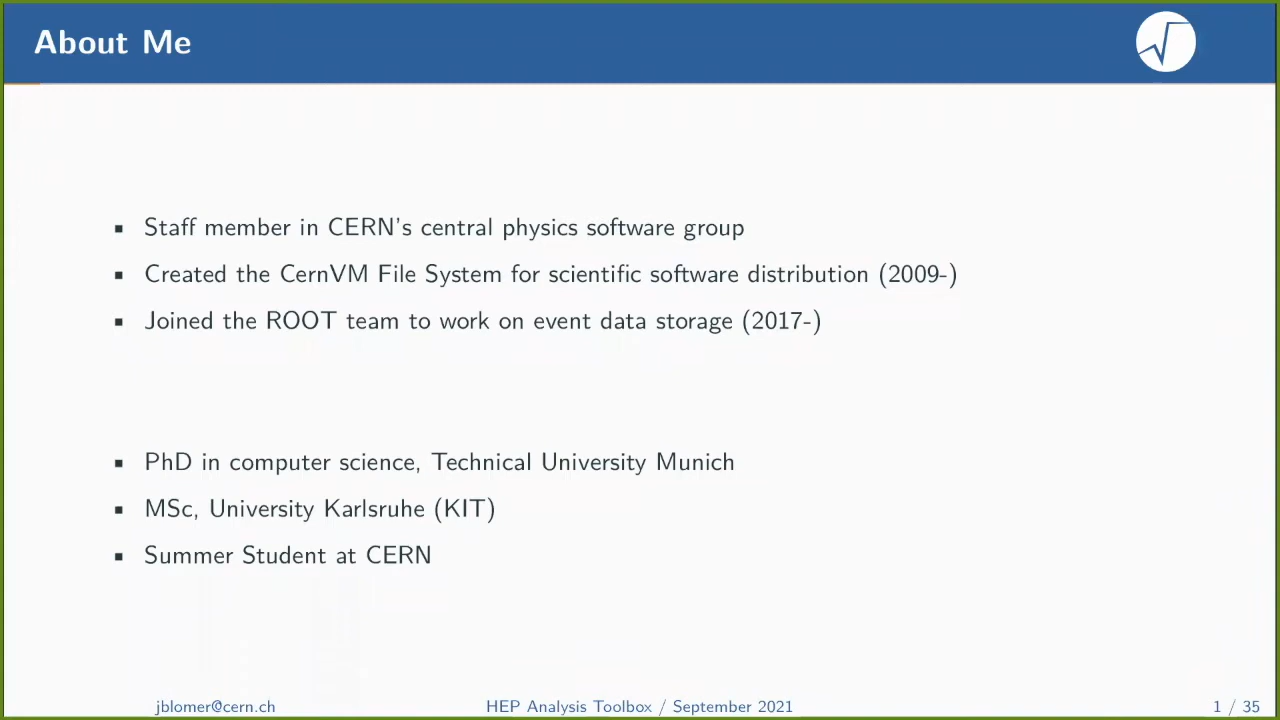 About Me
▪ Staff member in CERN's central physics software group
▪ Created the CernVM File System for scientific software distribution (2009-)
▪ Joined the ROOT team to work on event data storage (2017-)
▪ PhD in computer science, Technical University Munich
▪ MSc, University Karlsruhe (KIT)
▪ Summer Student at CERN
jblomer@cern.ch HEP Analysis Toolbox / September 2021 1 / 35